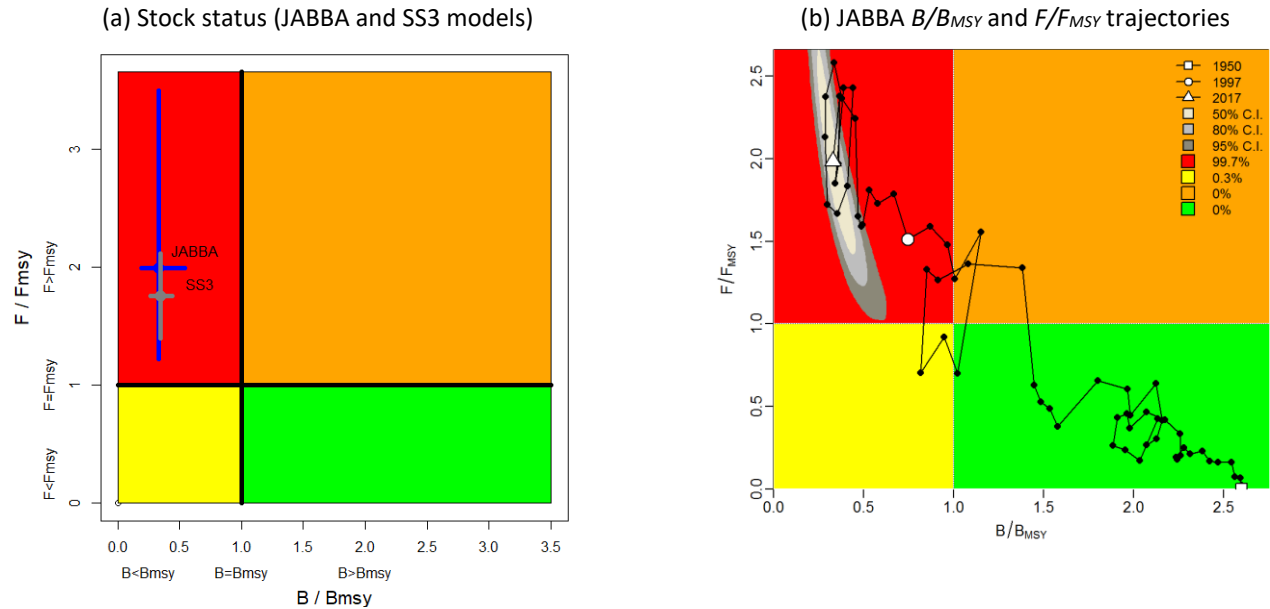 (a) Stock status (JABBA and SS3 models)
F / Fmsy
F<Fmsy
F=Fmsy
F>Fmsy
0
1
2
3
JABBA
SS3
0.0 0.5 1.0 1.5 2.0 2.5 3.0 3.5
B<Bmsy B=Bmsy B>Bmsy
B / Bmsy
(b) JABBA B/BMSY and F/FMSY trajectories
F/FMSY
0.0
0.5
1.0
1.5
2.0
2.5
1950
1997
2017
50% C.I.
80% C.I.
95% C.I.
99.7%
0.3%
0%
0%
0.0 0.5 1.0 1.5 2.0 2.5
B/BMSY